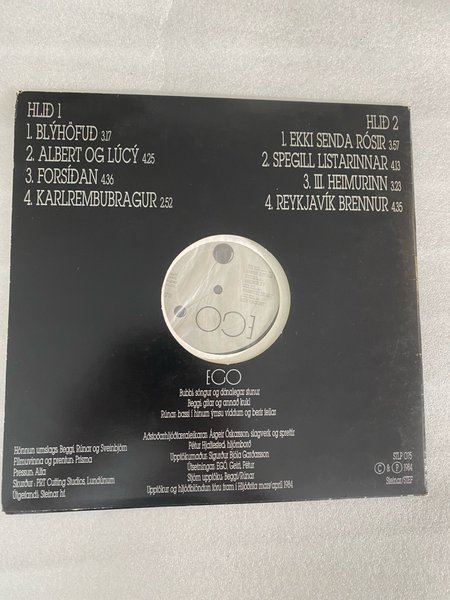 HLIÐ 1
1. BLÝHÖFUÐ 3.17
2. ALBERT OG LÚCÝ 4.25
3. FORSÍÐAN 4.36
4. KARLREMBUBRAGUR 2.52
HLIÐ 2
1. EKKI SENDA RÓSIR 3.57
2. SPEGILL LISTARINNAR 4.13
3. III. HEIMURINN 3.23
4. REYKJAVÍK BRENNUR 4.35
EGO
EGO
Bubbi söngur og dónalegar stunur
Beggi gítar og annað kukl
Rúnar bassi í hinum ýmsu víddum og berir leilar
Aðstoðarhljóðfæraleikarar: Ásgeir Óskarsson, slagverk og sprettir
Pétur Hjaltested, hljómborð
Upptökumaður: Sigurður Bjóla Garðarsson
Útsetningar: EGÓ, Geiri, Pétur
Stjórn upptöku: Beggi/Rúnar
Upptökur og hljóðblöndun fóru fram í Hljóðrita mars/apríl 1984
Hönnun umslags: Beggi, Rúnar og Sveinbjörn
Filmuvinna og prentun: Prisma
Pressun: Alfa
Skurður: PRT Cutting Studios, Lundúnum
Útgefandi: Steinar hf.
STLP 075
© & ℗ 1984
Steinar/STEF